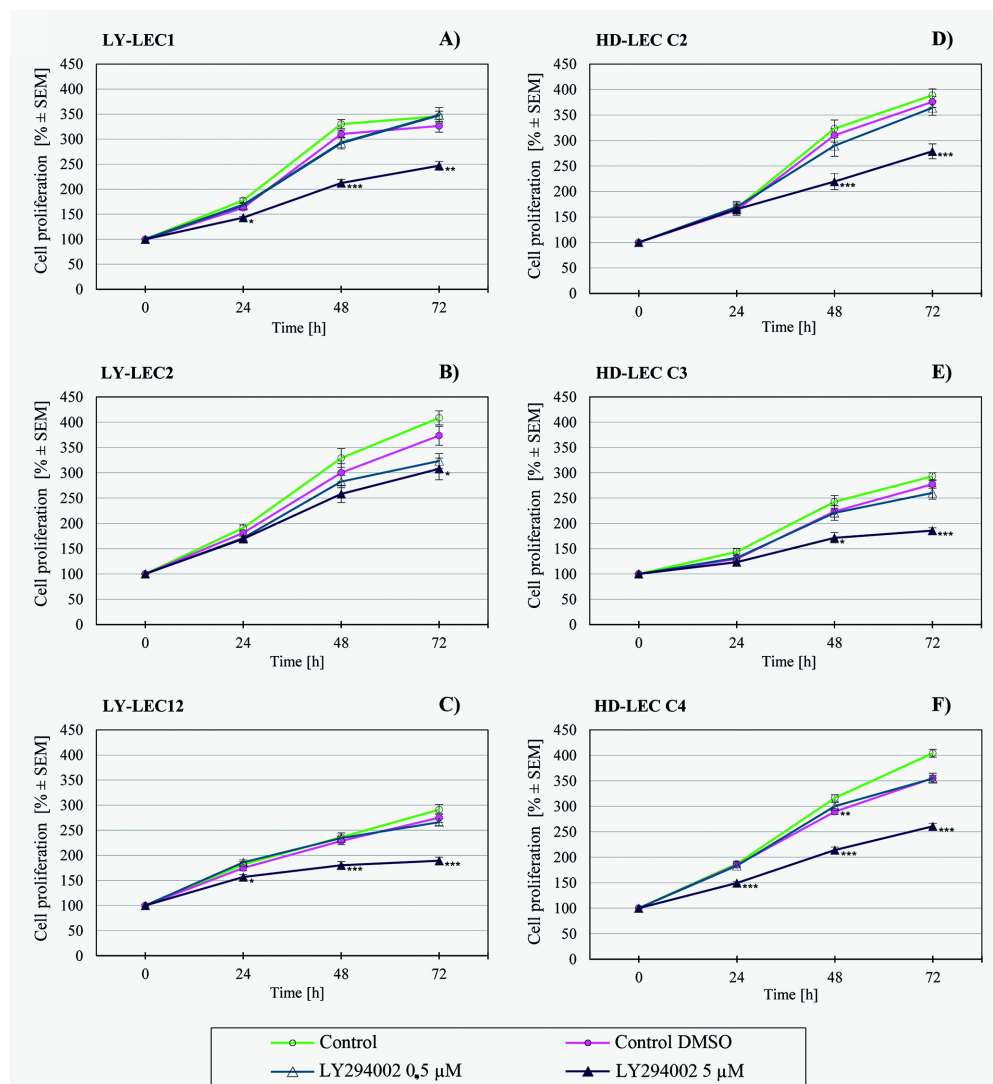 LY-LEC1 A)
Cell proliferation [% ± SEM]
450
400
350
300
250
200
150
100
50
0
* *** **
0 24 48 72
Time [h]
HD-LEC C2 D)
Cell proliferation [% ± SEM]
450
400
350
300
250
200
150
100
50
0
*** ***
0 24 48 72
Time [h]
LY-LEC2 B)
Cell proliferation [% ± SEM]
450
400
350
300
250
200
150
100
50
0
*
0 24 48 72
Time [h]
HD-LEC C3 E)
Cell proliferation [% ± SEM]
450
400
350
300
250
200
150
100
50
0
* ***
0 24 48 72
Time [h]
LY-LEC12 C)
Cell proliferation [% ± SEM]
450
400
350
300
250
200
150
100
50
0
* *** ***
0 24 48 72
Time [h]
HD-LEC C4 F)
Cell proliferation [% ± SEM]
450
400
350
300
250
200
150
100
50
0
**
*** *** ***
0 24 48 72
Time [h]
Control Control DMSO
LY294002 0,5 µM LY294002 5 µM